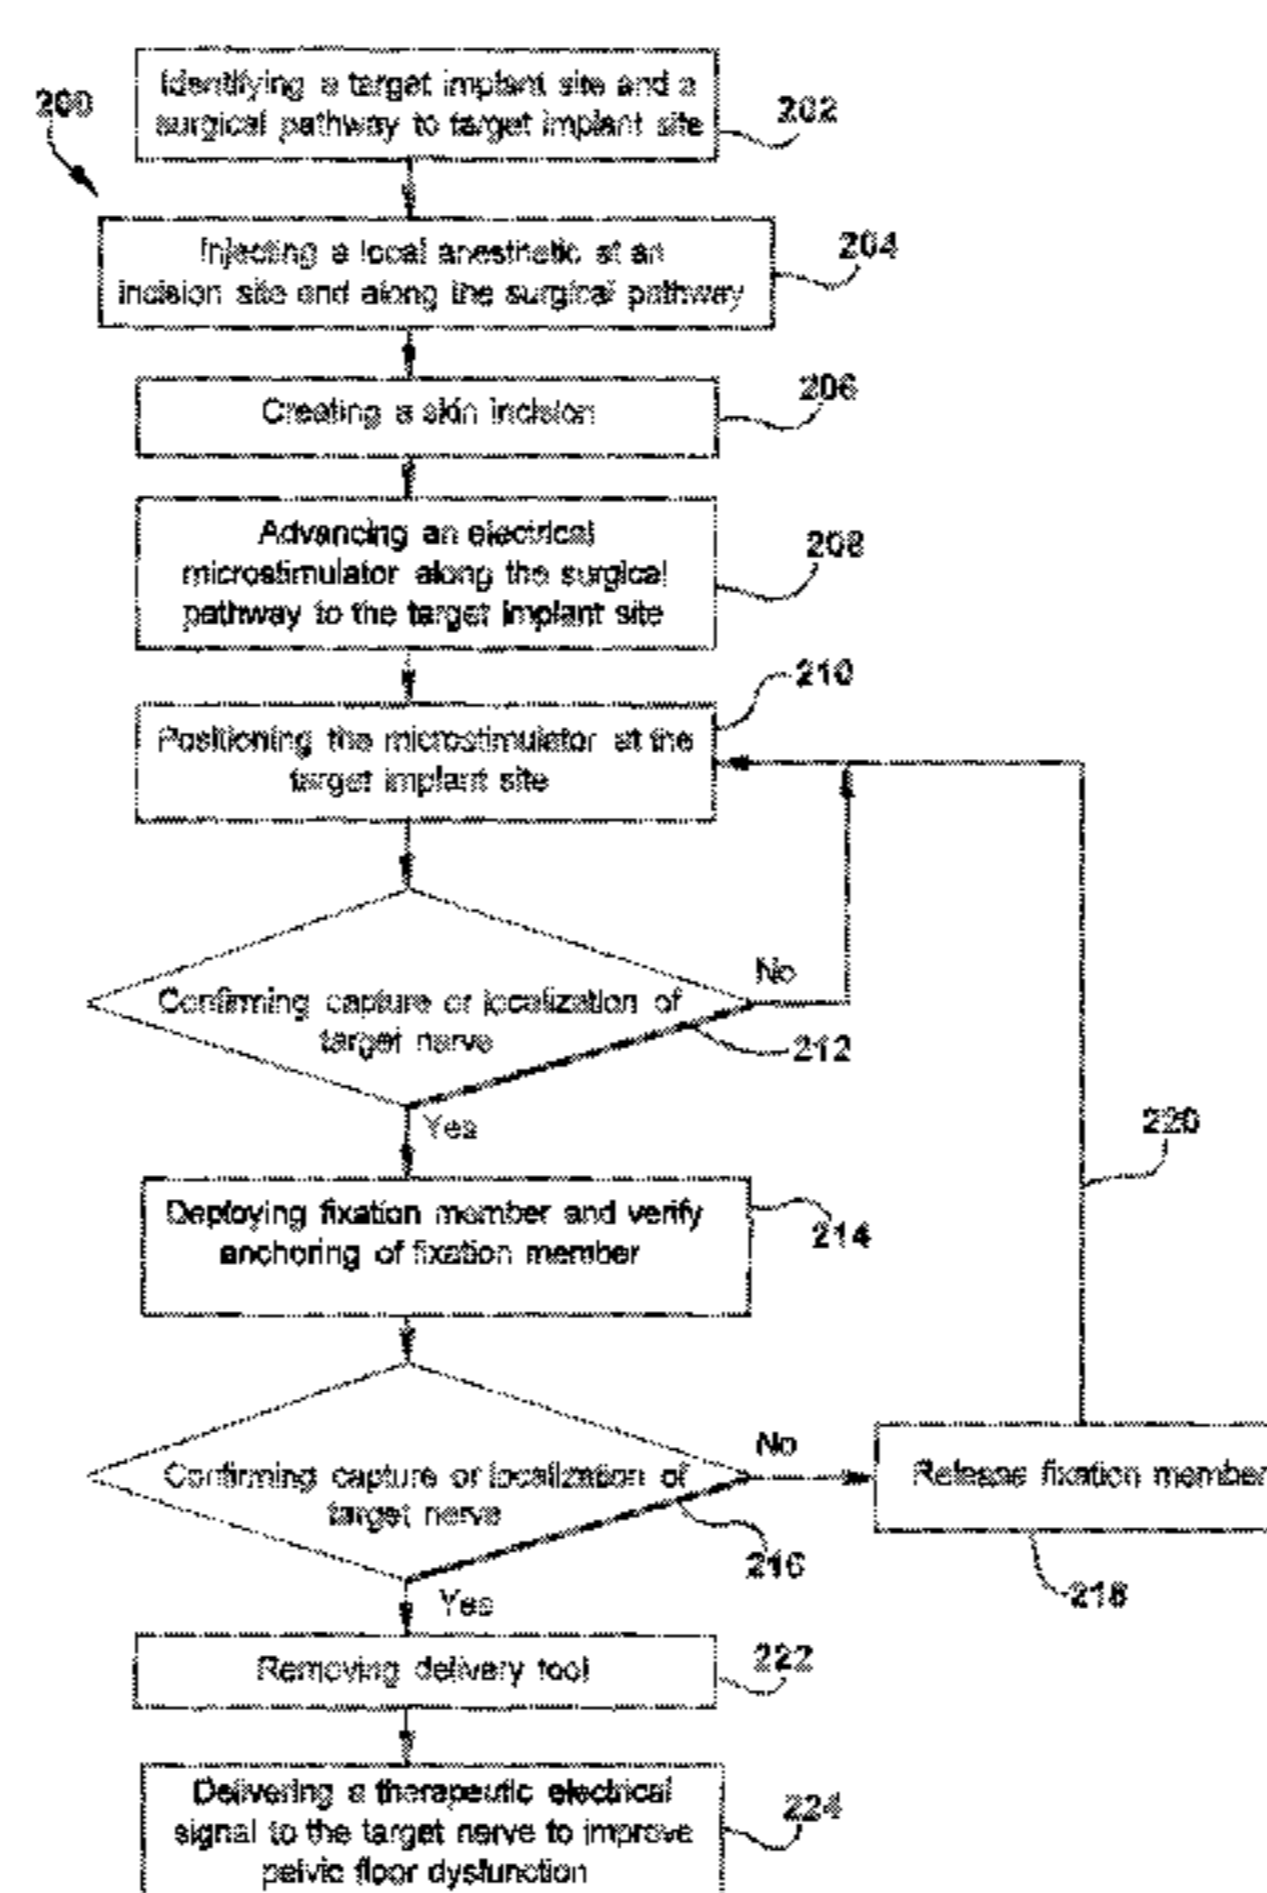 200
Identifying a target implant site and a
surgical pathway to target implant site
202
Injecting a local anesthetic at an
incision site and along the surgical pathway
204
Creating a skin incision
206
Advancing an electrical
microstimulator along the surgical
pathway to the target implant site
208
210
Positioning the microstimulator at the
target implant site
No
Confirming capture or localization of
target nerve
212
Yes
220
Deploying fixation member and verify
anchoring of fixation member
214
No
Confirming capture or localization of
target nerve
Release fixation member
216
218
Yes
Removing delivery tool
222
Delivering a therapeutic electrical
signal to the target nerve to improve
pelvic floor dysfunction
224